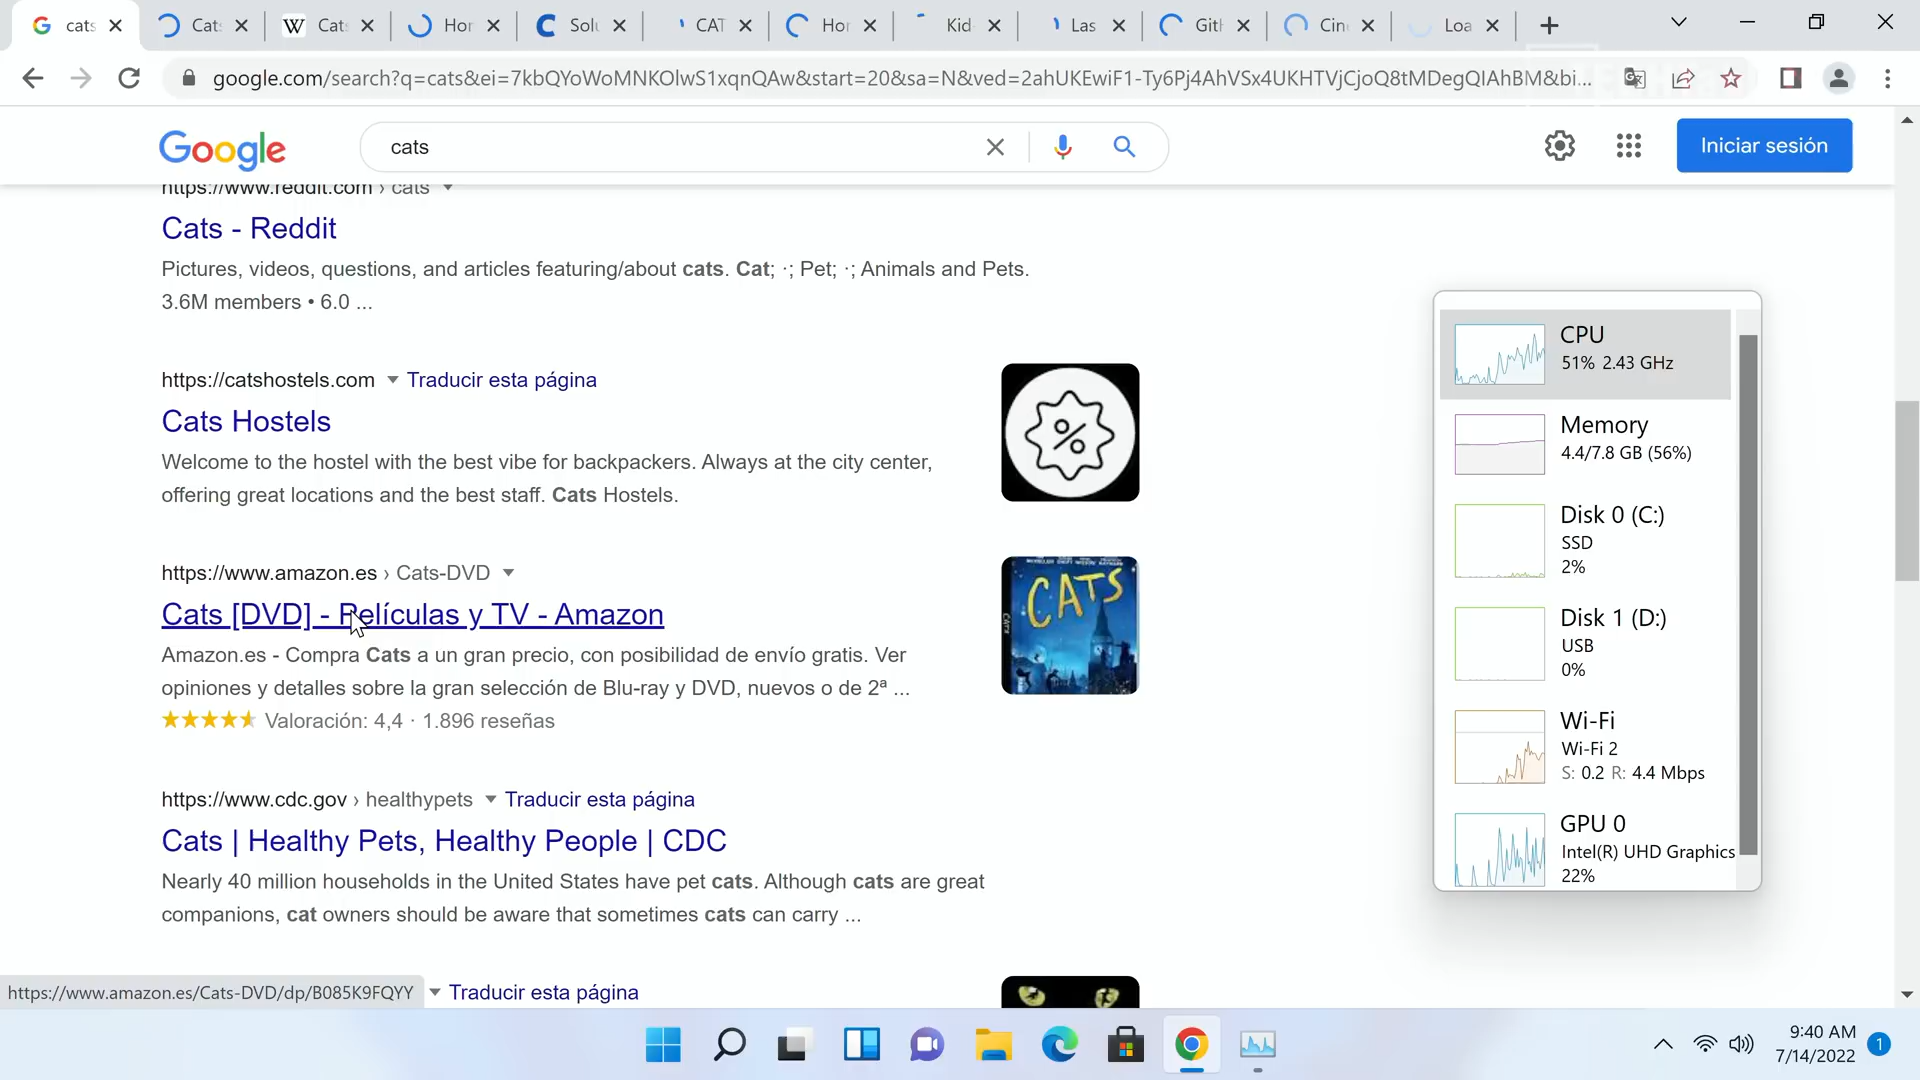 cats
Cats
Cats
Hor
Solu
CAT
Hor
Kid
Las
Gith
Cin
Loa
google.com/search?q=cats&ei=7kbQYoWoMNKOlwS1xqnQAw&start=20&sa=N&ved=2ahUKEwiF1-Ty6Pj4AhVSx4UKHTVjCjoQ8tMDegQIAhBM&bi...
Google
cats
Iniciar sesión
https://www.reddit.com › cats
Cats - Reddit
Pictures, videos, questions, and articles featuring/about cats. Cat; ·; Pet; ·; Animals and Pets.
3.6M members • 6.0 ...
https://catshostels.com Traducir esta página
Cats Hostels
Welcome to the hostel with the best vibe for backpackers. Always at the city center,
offering great locations and the best staff. Cats Hostels.
https://www.amazon.es › Cats-DVD
Cats [DVD] - Películas y TV - Amazon
Amazon.es - Compra Cats a un gran precio, con posibilidad de envío gratis. Ver
opiniones y detalles sobre la gran selección de Blu-ray y DVD, nuevos o de 2ª ...
Valoración: 4,4 · 1.896 reseñas
CATS
https://www.cdc.gov › healthypets Traducir esta página
Cats | Healthy Pets, Healthy People | CDC
Nearly 40 million households in the United States have pet cats. Although cats are great
companions, cat owners should be aware that sometimes cats can carry ...
https://www.amazon.es/Cats-DVD/dp/B085K9FQYY
Traducir esta página
CPU
51% 2.43 GHz
Memory
4.4/7.8 GB (56%)
Disk 0 (C:)
SSD
2%
Disk 1 (D:)
USB
0%
Wi-Fi
Wi-Fi 2
S: 0.2 R: 4.4 Mbps
GPU 0
Intel(R) UHD Graphics
22%
9:40 AM
7/14/2022
1